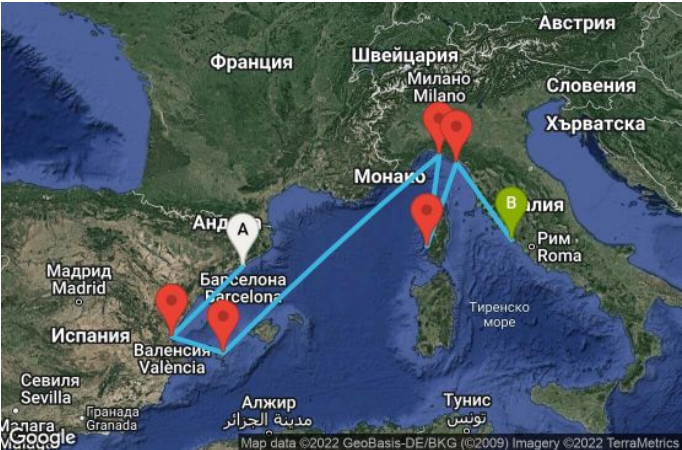 Австрия
Франция
Швейцария
Милано
Milano
Словения
Хърватска
Монако
A
B
Рим
Roma
Барселона
Barcelona
Мадрид
Madrid
Тиренско
море
Испания
Валенсия
València
Севиля
Sevilla
Гранада
Granada
Алжир
مدينة الجزائر
Тунис
تونس
Google
Map data ©2022 GeoBasis-DE/BKG (©2009) Imagery ©2022 TerraMetrics